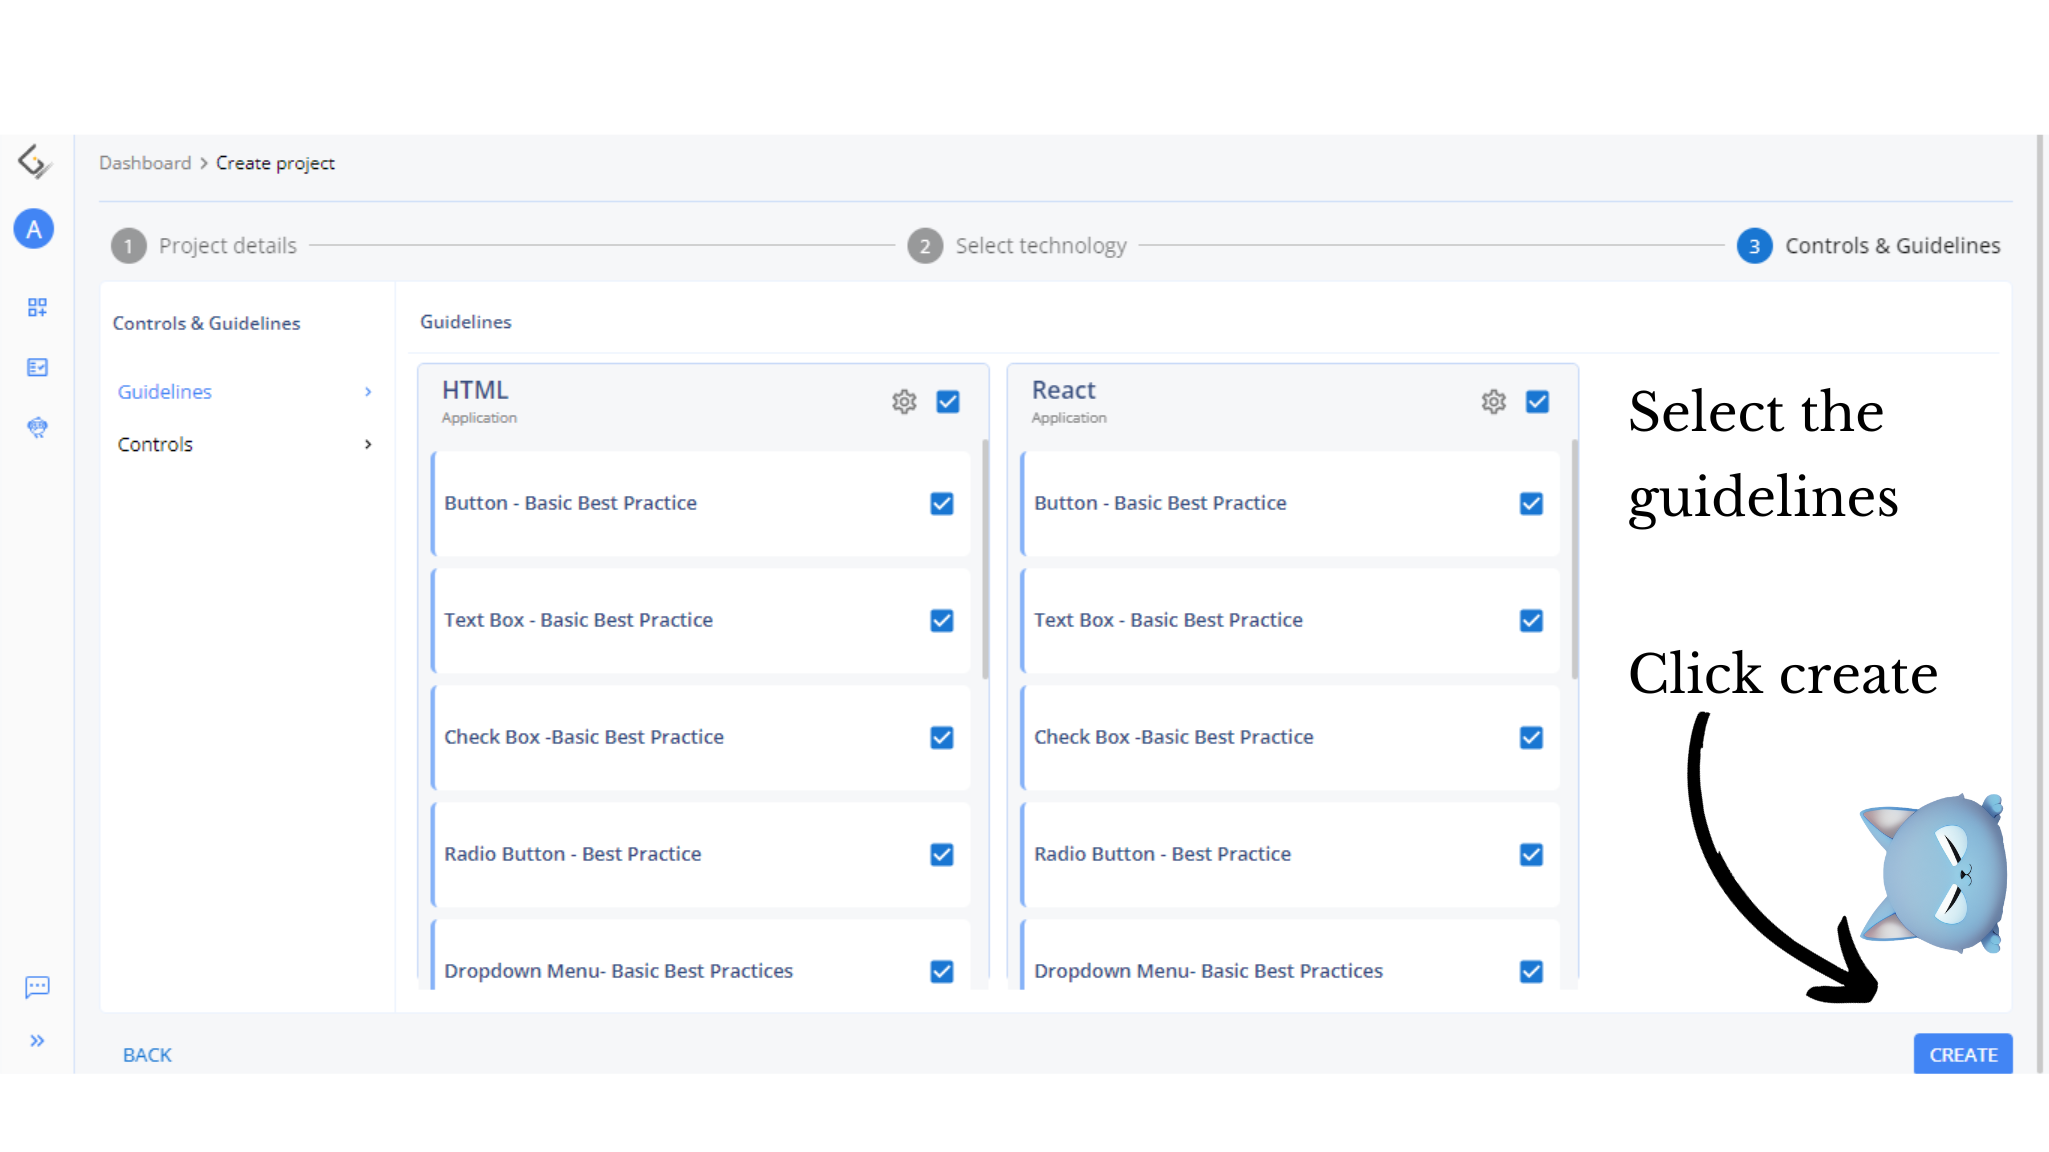 Dashboard > Create project
A
1 Project details
2 Select technology
3 Controls & Guidelines
Controls & Guidelines
Guidelines
Controls
Guidelines
HTML
Application
Button - Basic Best Practice
Text Box - Basic Best Practice
Check Box -Basic Best Practice
Radio Button - Best Practice
Dropdown Menu- Basic Best Practices
React
Application
Button - Basic Best Practice
Text Box - Basic Best Practice
Check Box -Basic Best Practice
Radio Button - Best Practice
Dropdown Menu- Basic Best Practices
Select the
guidelines
Click create
BACK
CREATE